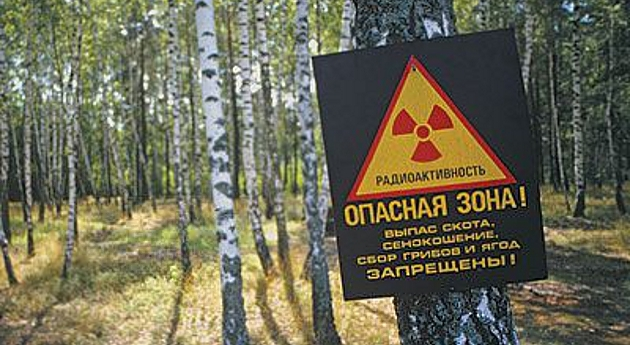 РАДИОАКТИВНОСТЬ
ОПАСНАЯ ЗОНА!
ВЫПАС СКОТА,
СЕНОКОШЕНИЕ,
СБОР ГРИБОВ И ЯГОД
ЗАПРЕЩЕНЫ!